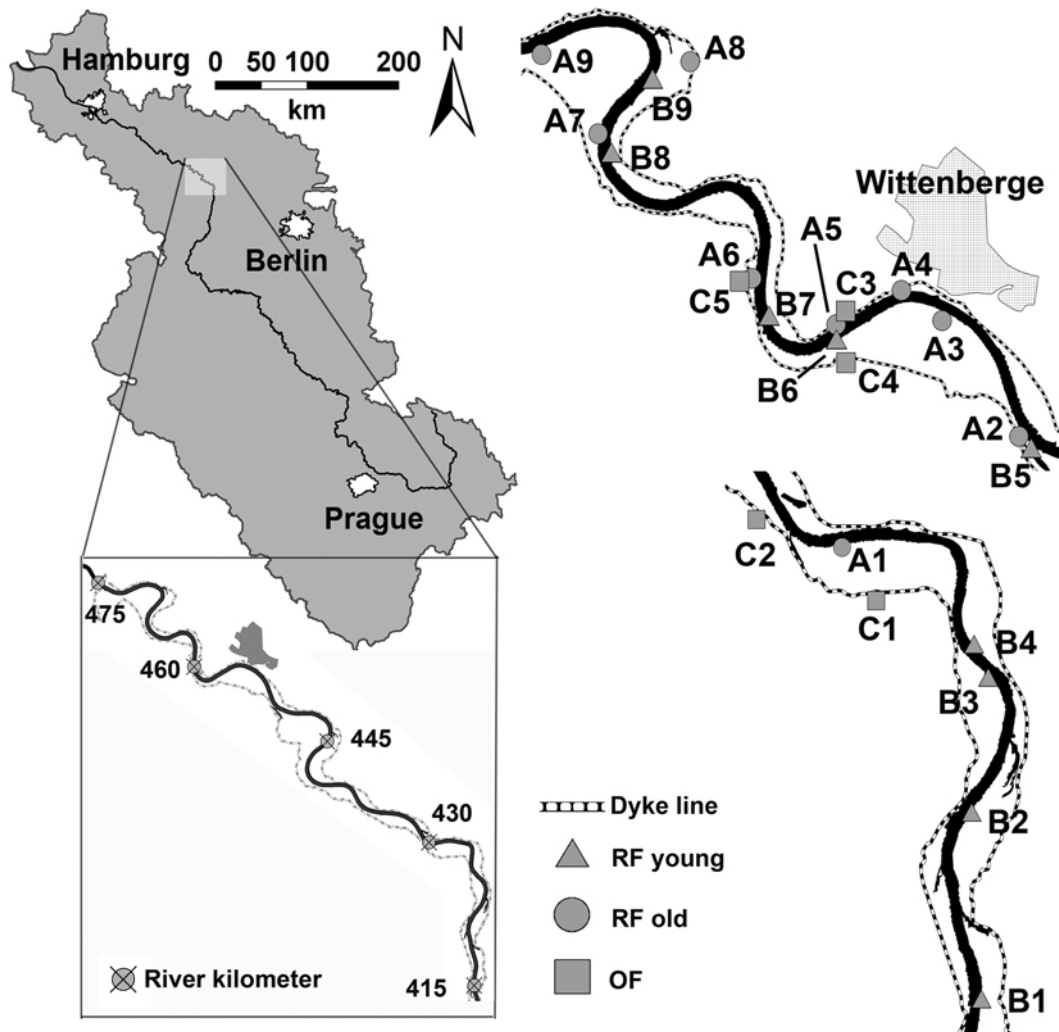 Hamburg
0 50 100 200
km
N
Berlin
Prague
475
460
445
430
415
River kilometer
A9
A8
B9
A7
B8
Wittenberge
A5
A6
A4
C3
C5
B7
A3
B6
C4
A2
B5
C2
A1
C1
B4
B3
B2
B1
Dyke line
RF young
RF old
OF